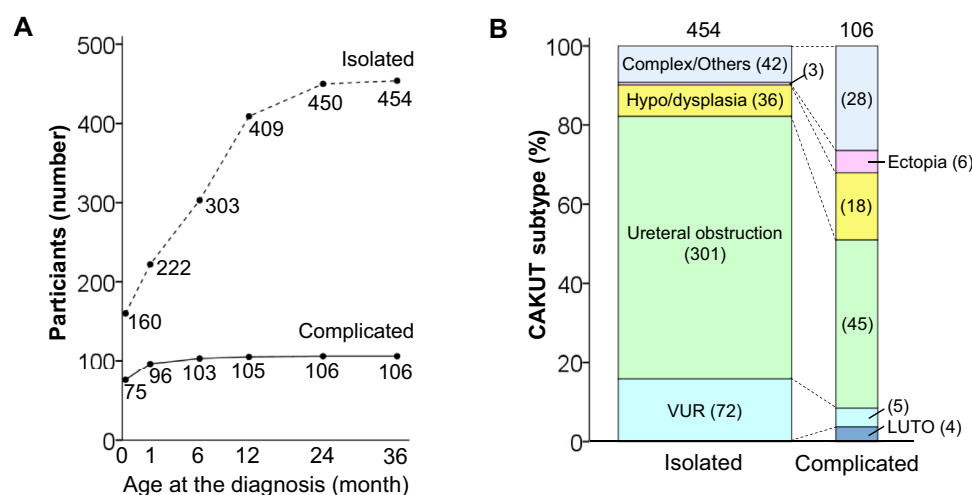 A
Particiants (number)
500
400
300
200
100
0
Isolated
160
222
303
409
450
454
Complicated
75
96
103
105
106
106
0 1 6 12 24 36
Age at the diagnosis (month)
B
CAKUT subtype (%)
100
80
60
40
20
0
454
106
Complex/Others (42)
(3)
Hypo/dysplasia (36)
Ureteral obstruction
(301)
VUR (72)
(28)
Ectopia (6)
(18)
(45)
(5)
LUTO (4)
Isolated
Complicated